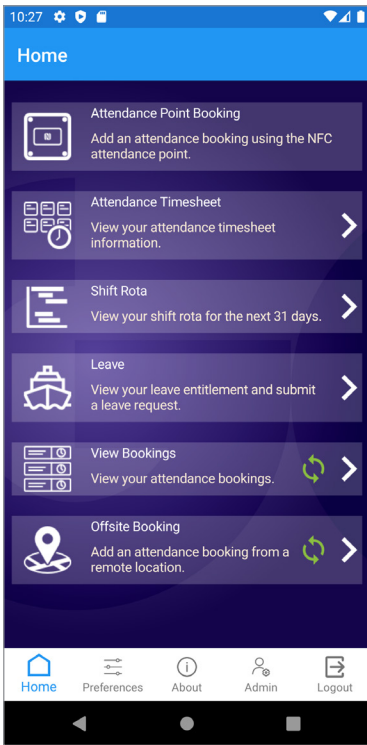 10:27
Home
Attendance Point Booking
Add an attendance booking using the NFC
attendance point.
Attendance Timesheet
View your attendance timesheet
information.
Shift Rota
View your shift rota for the next 31 days.
Leave
View your leave entitlement and submit
a leave request.
View Bookings
View your attendance bookings.
Offsite Booking
Add an attendance booking from a
remote location.
Home Preferences About Admin Logout